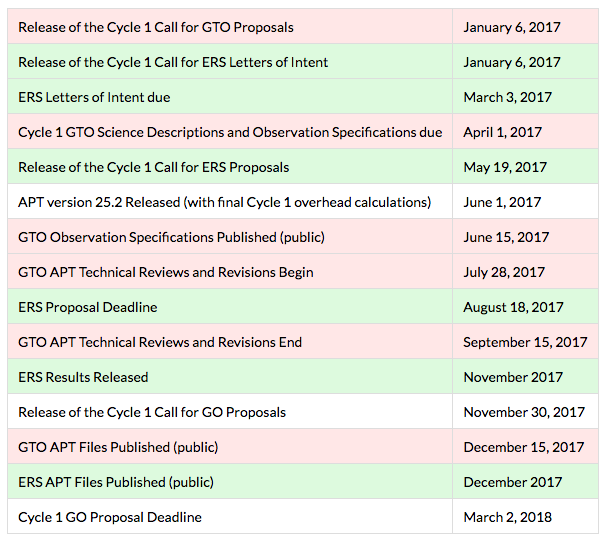 Release of the Cycle 1 Call for GTO Proposals January 6, 2017
Release of the Cycle 1 Call for ERS Letters of Intent January 6, 2017
ERS Letters of Intent due March 3, 2017
Cycle 1 GTO Science Descriptions and Observation Specifications due April 1, 2017
Release of the Cycle 1 Call for ERS Proposals May 19, 2017
APT version 25.2 Released (with final Cycle 1 overhead calculations) June 1, 2017
GTO Observation Specifications Published (public) June 15, 2017
GTO APT Technical Reviews and Revisions Begin July 28, 2017
ERS Proposal Deadline August 18, 2017
GTO APT Technical Reviews and Revisions End September 15, 2017
ERS Results Released November 2017
Release of the Cycle 1 Call for GO Proposals November 30, 2017
GTO APT Files Published (public) December 15, 2017
ERS APT Files Published (public) December 2017
Cycle 1 GO Proposal Deadline March 2, 2018